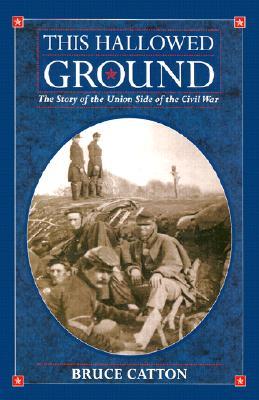 THIS HALLOWED
GROUND
The Story of the Union Side of the Civil War
BRUCE CATTON